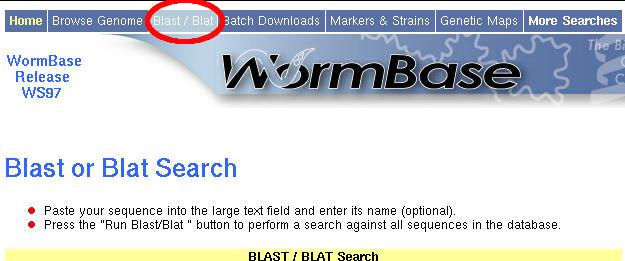 Home Browse Genome Blast / Blat Batch Downloads Markers & Strains Genetic Maps More Searches
WormBase
Release
WS97
WormBase
The
Blast or Blat Search
Paste your sequence into the large text field and enter its name (optional).
Press the "Run Blast/Blat " button to perform a search against all sequences in the database.
BLAST / BLAT Search